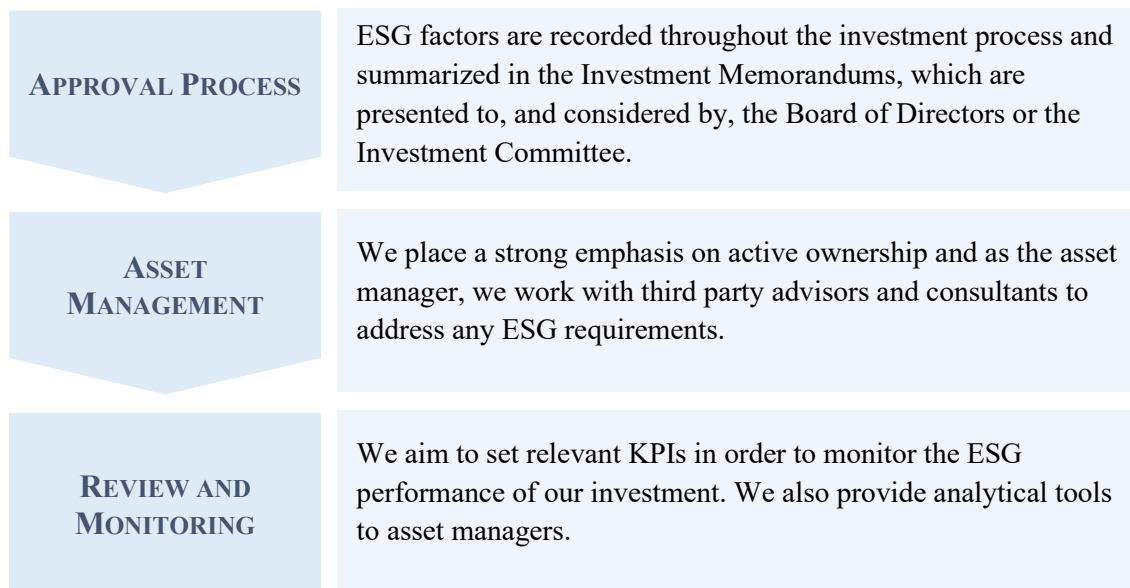 APPROVAL PROCESS
ESG factors are recorded throughout the investment process and
summarized in the Investment Memorandums, which are
presented to, and considered by, the Board of Directors or the
Investment Committee.
ASSET
MANAGEMENT
We place a strong emphasis on active ownership and as the asset
manager, we work with third party advisors and consultants to
address any ESG requirements.
REVIEW AND
MONITORING
We aim to set relevant KPIs in order to monitor the ESG
performance of our investment. We also provide analytical tools
to asset managers.